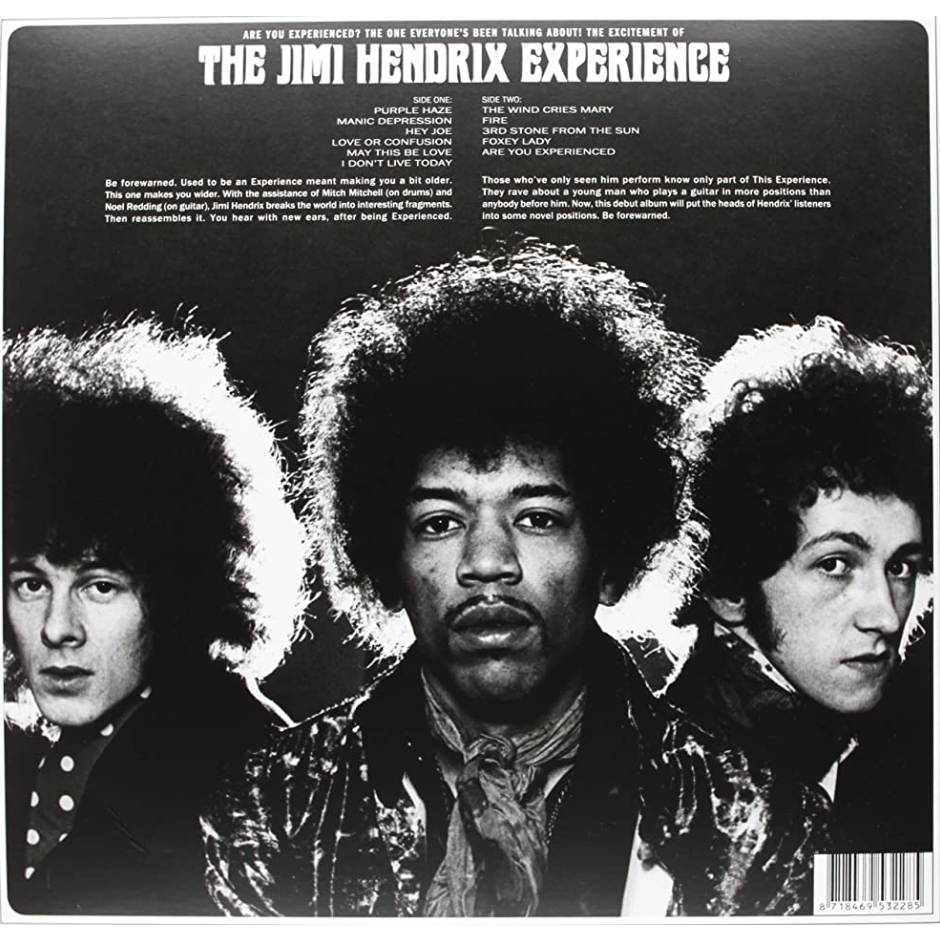 ARE YOU EXPERIENCED? THE ONE EVERYONE'S BEEN TALKING ABOUT! THE EXCITEMENT OF
THE JIMI HENDRIX EXPERIENCE
SIDE ONE:
PURPLE HAZE
MANIC DEPRESSION
HEY JOE
LOVE OR CONFUSION
MAY THIS BE LOVE
I DON'T LIVE TODAY
SIDE TWO:
THE WIND CRIES MARY
FIRE
3RD STONE FROM THE SUN
FOXEY LADY
ARE YOU EXPERIENCED
Be forewarned. Used to be an Experience meant making you a bit older.
This one makes you wider. With the assistance of Mitch Mitchell (on drums) and
Noel Redding (on guitar), Jimi Hendrix breaks the world into interesting fragments.
Then reassembles it. You hear with new ears, after being Experienced.
Those who've only seen him perform know only part of This Experience.
They rave about a young man who plays a guitar in more positions than
anybody before him. Now, this debut album will put the heads of Hendrix' listeners
into some novel positions. Be forewarned.
8 718469 532285